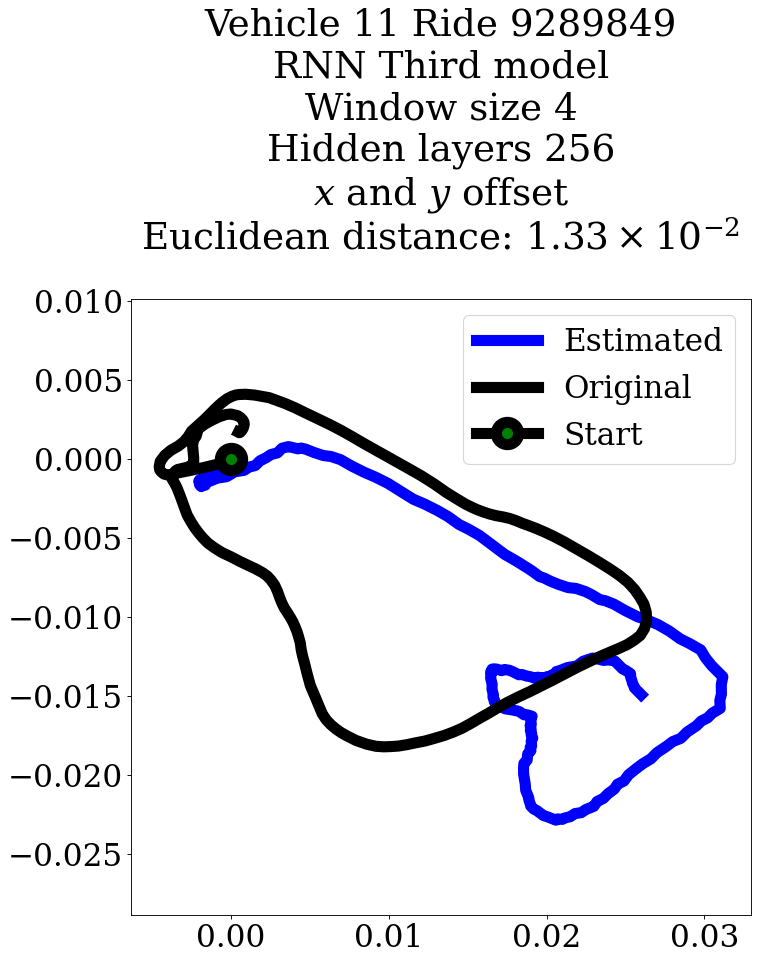 Vehicle 11 Ride 9289849
RNN Third model
Window size 4
Hidden layers 256
x and y offset
Euclidean distance: 1.33 × 10⁻²
Estimated
Original
Start
0.010
0.005
0.000
−0.005
−0.010
−0.015
−0.020
−0.025
0.00 0.01 0.02 0.03